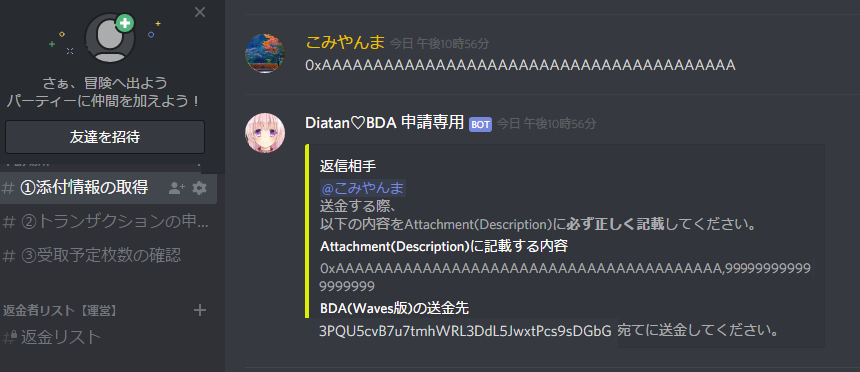 さぁ、冒険へ出よう
パーティーに仲間を加えよう！
友達を招待
# ①添付情報の取得
# ②トランザクションの申...
# ③受取予定枚数の確認
返金者リスト【運営】
# 返金リスト
こみやんま 今日 午後10時56分
0xAAAAAAAAAAAAAAAAAAAAAAAAAAAAAAAAAAAAAAAA
Diatan♡BDA 申請専用 BOT 今日 午後10時56分
返信相手
@こみやんま
送金する際、
以下の内容をAttachment(Description)に必ず正しく記載してください。
Attachment(Description)に記載する内容
0xAAAAAAAAAAAAAAAAAAAAAAAAAAAAAAAAAAAAAAAA,99999999999
9999999
BDA(Waves版)の送金先
3PQU5cvB7u7tmhWRL3DdL5JwxtPcs9sDGbG 宛てに送金してください。